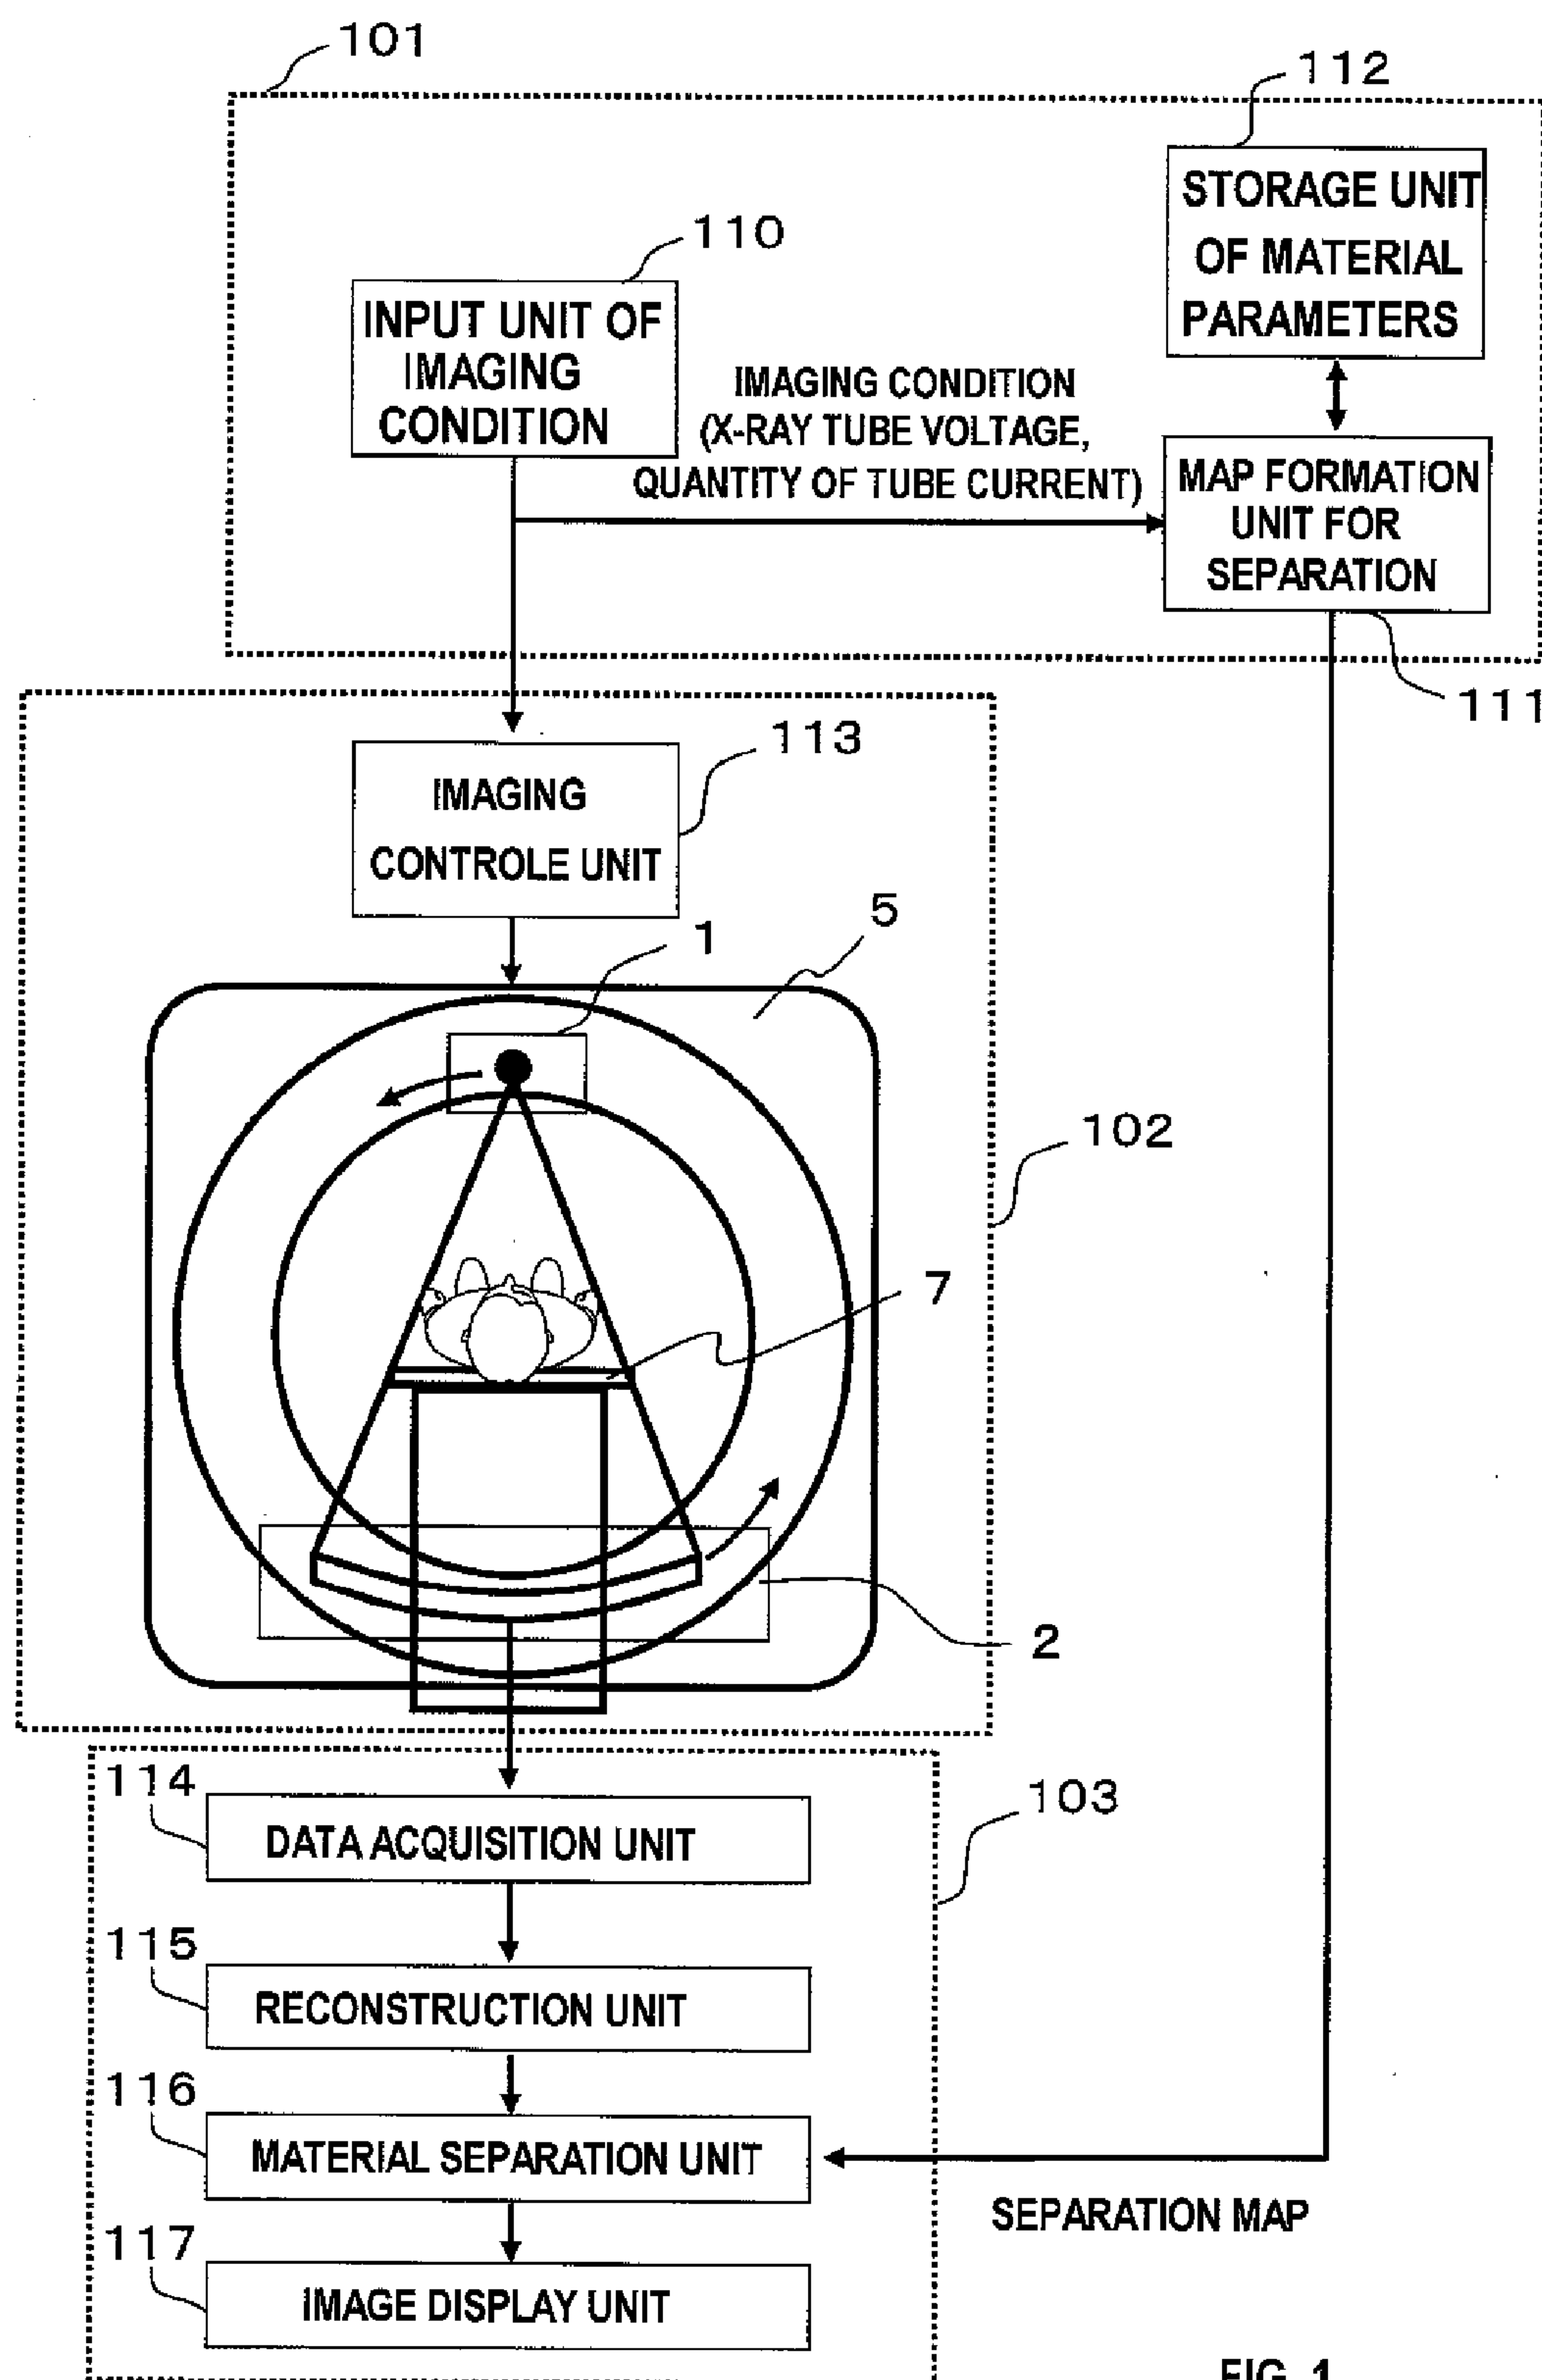 101
112
STORAGE UNIT
OF MATERIAL
PARAMETERS
110
INPUT UNIT OF
IMAGING
CONDITION
IMAGING CONDITION
(X-RAY TUBE VOLTAGE,
QUANTITY OF TUBE CURRENT)
MAP FORMATION
UNIT FOR
SEPARATION
111
113
IMAGING
CONTROLE UNIT
5
1
102
7
2
114
DATA ACQUISITION UNIT
103
115
RECONSTRUCTION UNIT
116
MATERIAL SEPARATION UNIT
SEPARATION MAP
117
IMAGE DISPLAY UNIT
FIG. 1